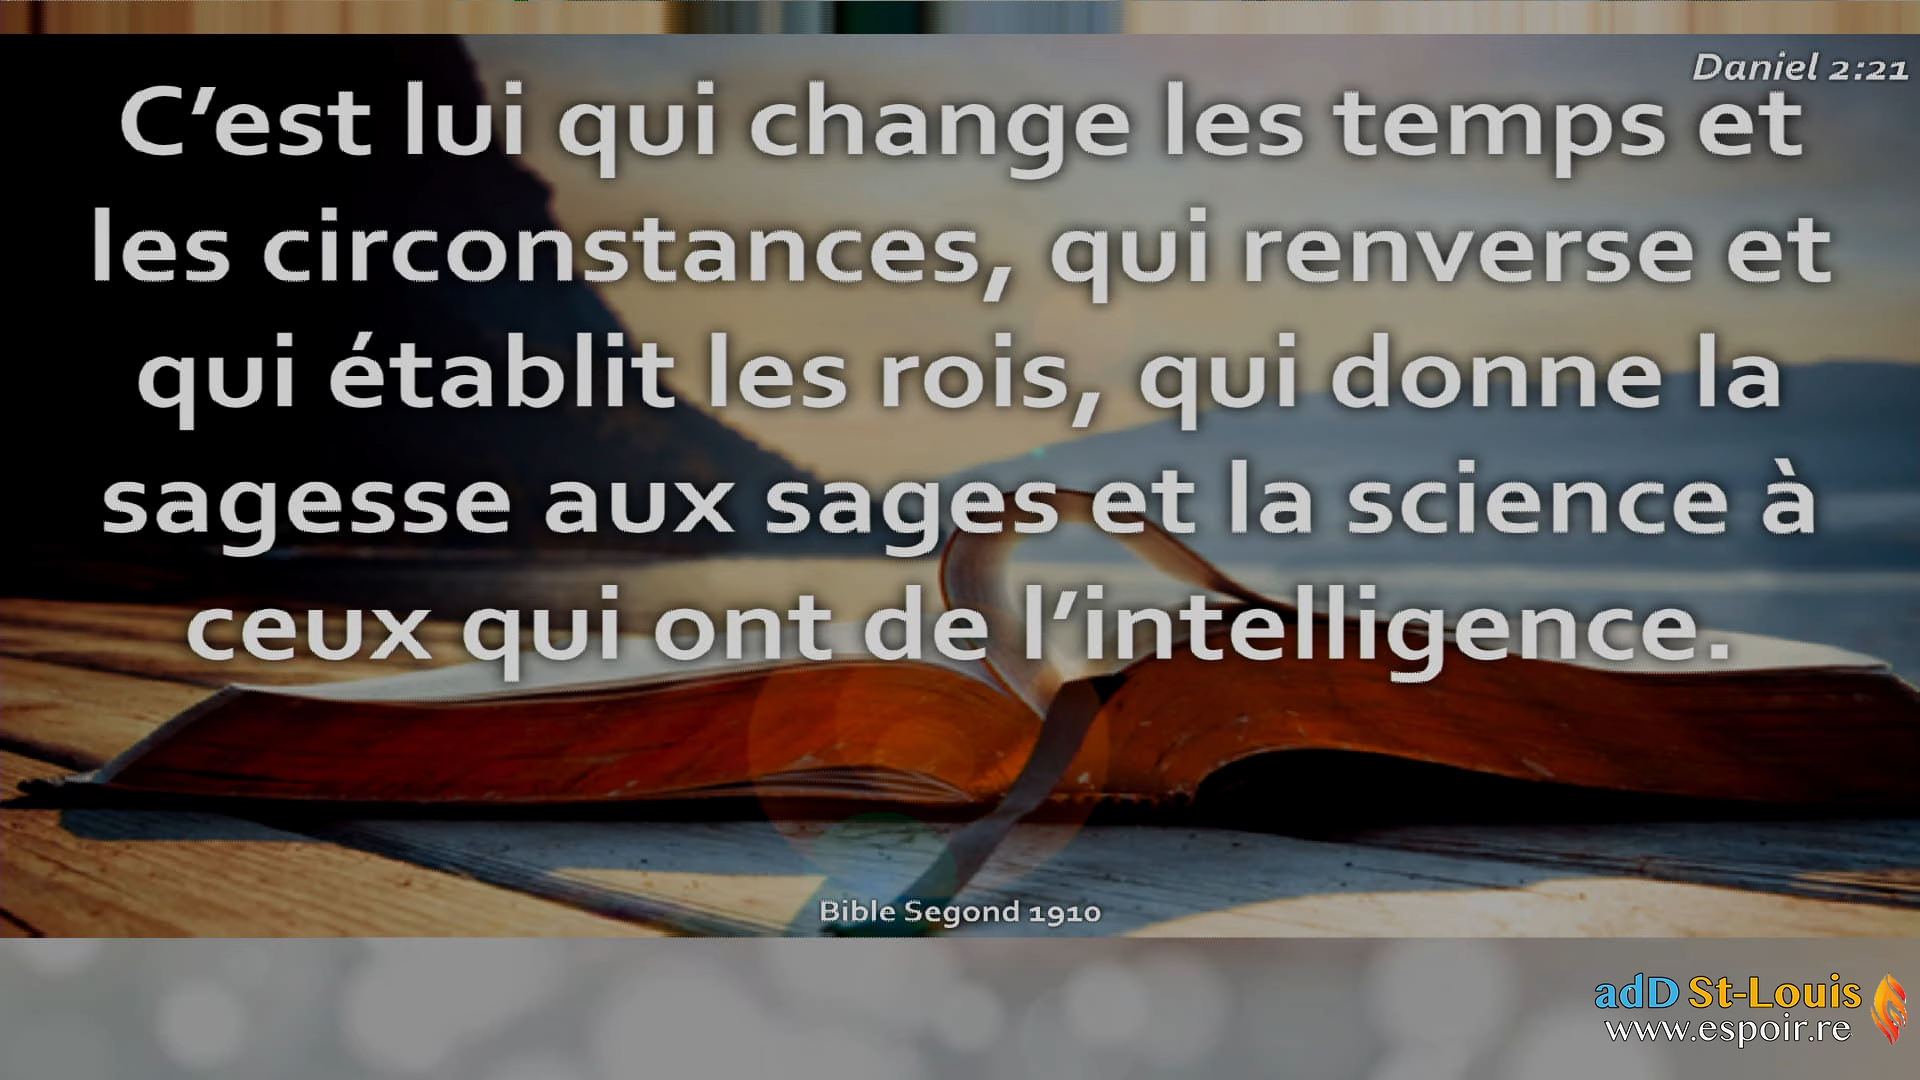 Daniel 2:21
C’est lui qui change les temps et
les circonstances, qui renverse et
qui établit les rois, qui donne la
sagesse aux sages et la science à
ceux qui ont de l’intelligence.
Bible Segond 1910
adD St-Louis
www.espoir.re